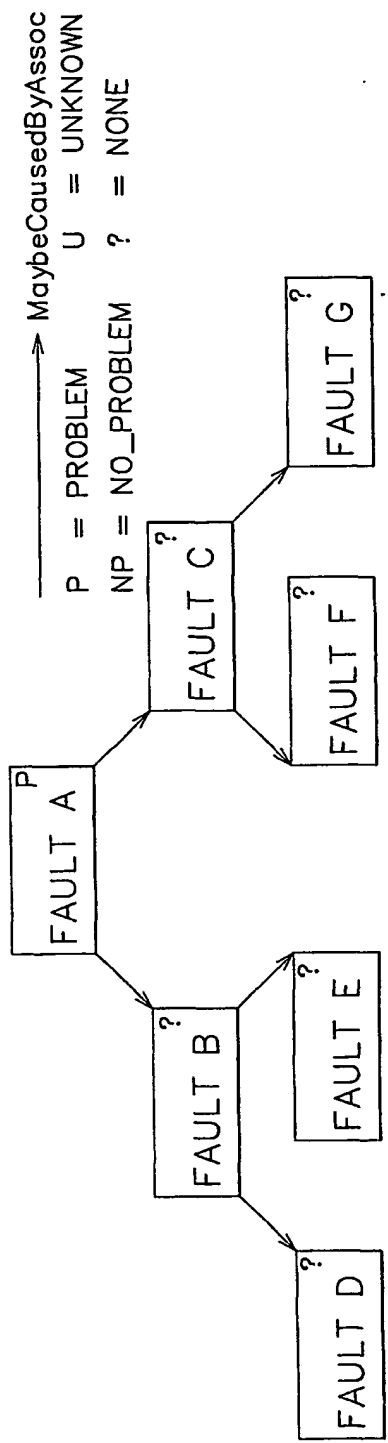 MaybeCausedByAssoc
P = PROBLEM U = UNKNOWN
NP = NO_PROBLEM ? = NONE
P
FAULT A
?
FAULT B
?
FAULT C
?
FAULT D
?
FAULT E
?
FAULT F
?
FAULT G